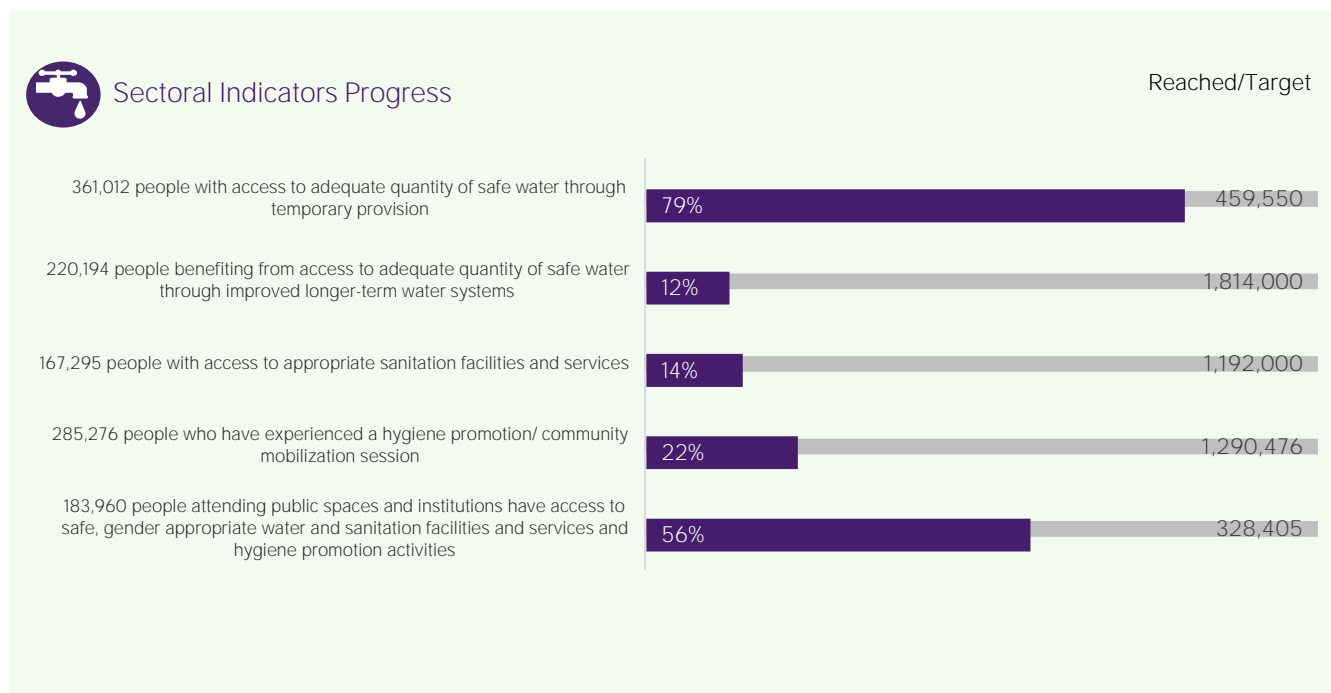 Sectoral Indicators Progress
Reached/Target
361,012 people with access to adequate quantity of safe water through
temporary provision
79%
459,550
220,194 people benefiting from access to adequate quantity of safe water
through improved longer-term water systems
12%
1,814,000
167,295 people with access to appropriate sanitation facilities and services
14%
1,192,000
285,276 people who have experienced a hygiene promotion/ community
mobilization session
22%
1,290,476
183,960 people attending public spaces and institutions have access to
safe, gender appropriate water and sanitation facilities and services and
hygiene promotion activities
56%
328,405